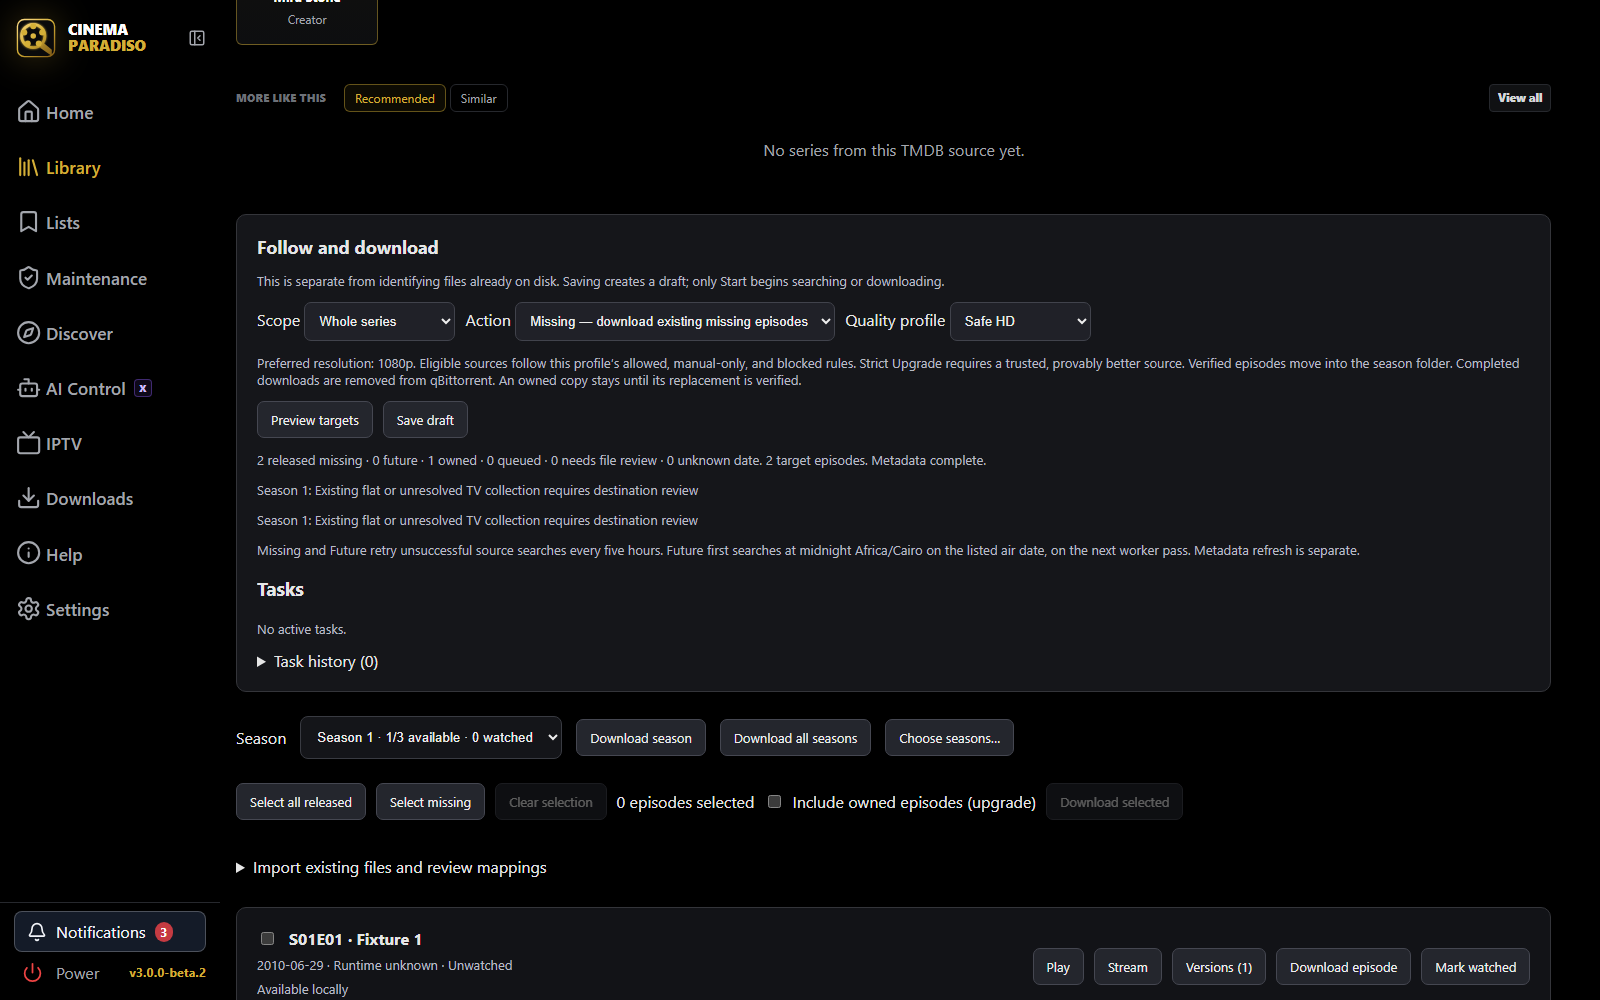 CINEMA
PARADISO
Home
Library
Lists
Maintenance
Discover
AI Control x
IPTV
Downloads
Help
Settings
Notifications 3
Power v3.0.0-beta.2
Creator
MORE LIKE THIS Recommended Similar View all
No series from this TMDB source yet.
Follow and download
This is separate from identifying files already on disk. Saving creates a draft; only Start begins searching or downloading.
Scope Whole series Action Missing — download existing missing episodes Quality profile Safe HD
Preferred resolution: 1080p. Eligible sources follow this profile's allowed, manual-only, and blocked rules. Strict Upgrade requires a trusted, provably better source. Verified episodes move into the season folder. Completed
downloads are removed from qBittorrent. An owned copy stays until its replacement is verified.
Preview targets Save draft
2 released missing · 0 future · 1 owned · 0 queued · 0 needs file review · 0 unknown date. 2 target episodes. Metadata complete.
Season 1: Existing flat or unresolved TV collection requires destination review
Season 1: Existing flat or unresolved TV collection requires destination review
Missing and Future retry unsuccessful source searches every five hours. Future first searches at midnight Africa/Cairo on the listed air date, on the next worker pass. Metadata refresh is separate.
Tasks
No active tasks.
Task history (0)
Season Season 1 · 1/3 available · 0 watched Download season Download all seasons Choose seasons...
Select all released Select missing Clear selection 0 episodes selected Include owned episodes (upgrade) Download selected
Import existing files and review mappings
S01E01 · Fixture 1
2010-06-29 · Runtime unknown · Unwatched
Available locally
Play Stream Versions (1) Download episode Mark watched